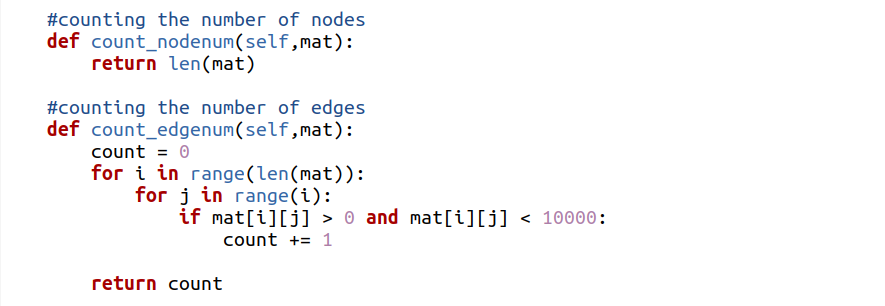 #counting the number of nodes
def count_nodenum(self,mat):
    return len(mat)

#counting the number of edges
def count_edgenum(self,mat):
    count = 0
    for i in range(len(mat)):
        for j in range(i):
            if mat[i][j] > 0 and mat[i][j] < 10000:
                count += 1

    return count